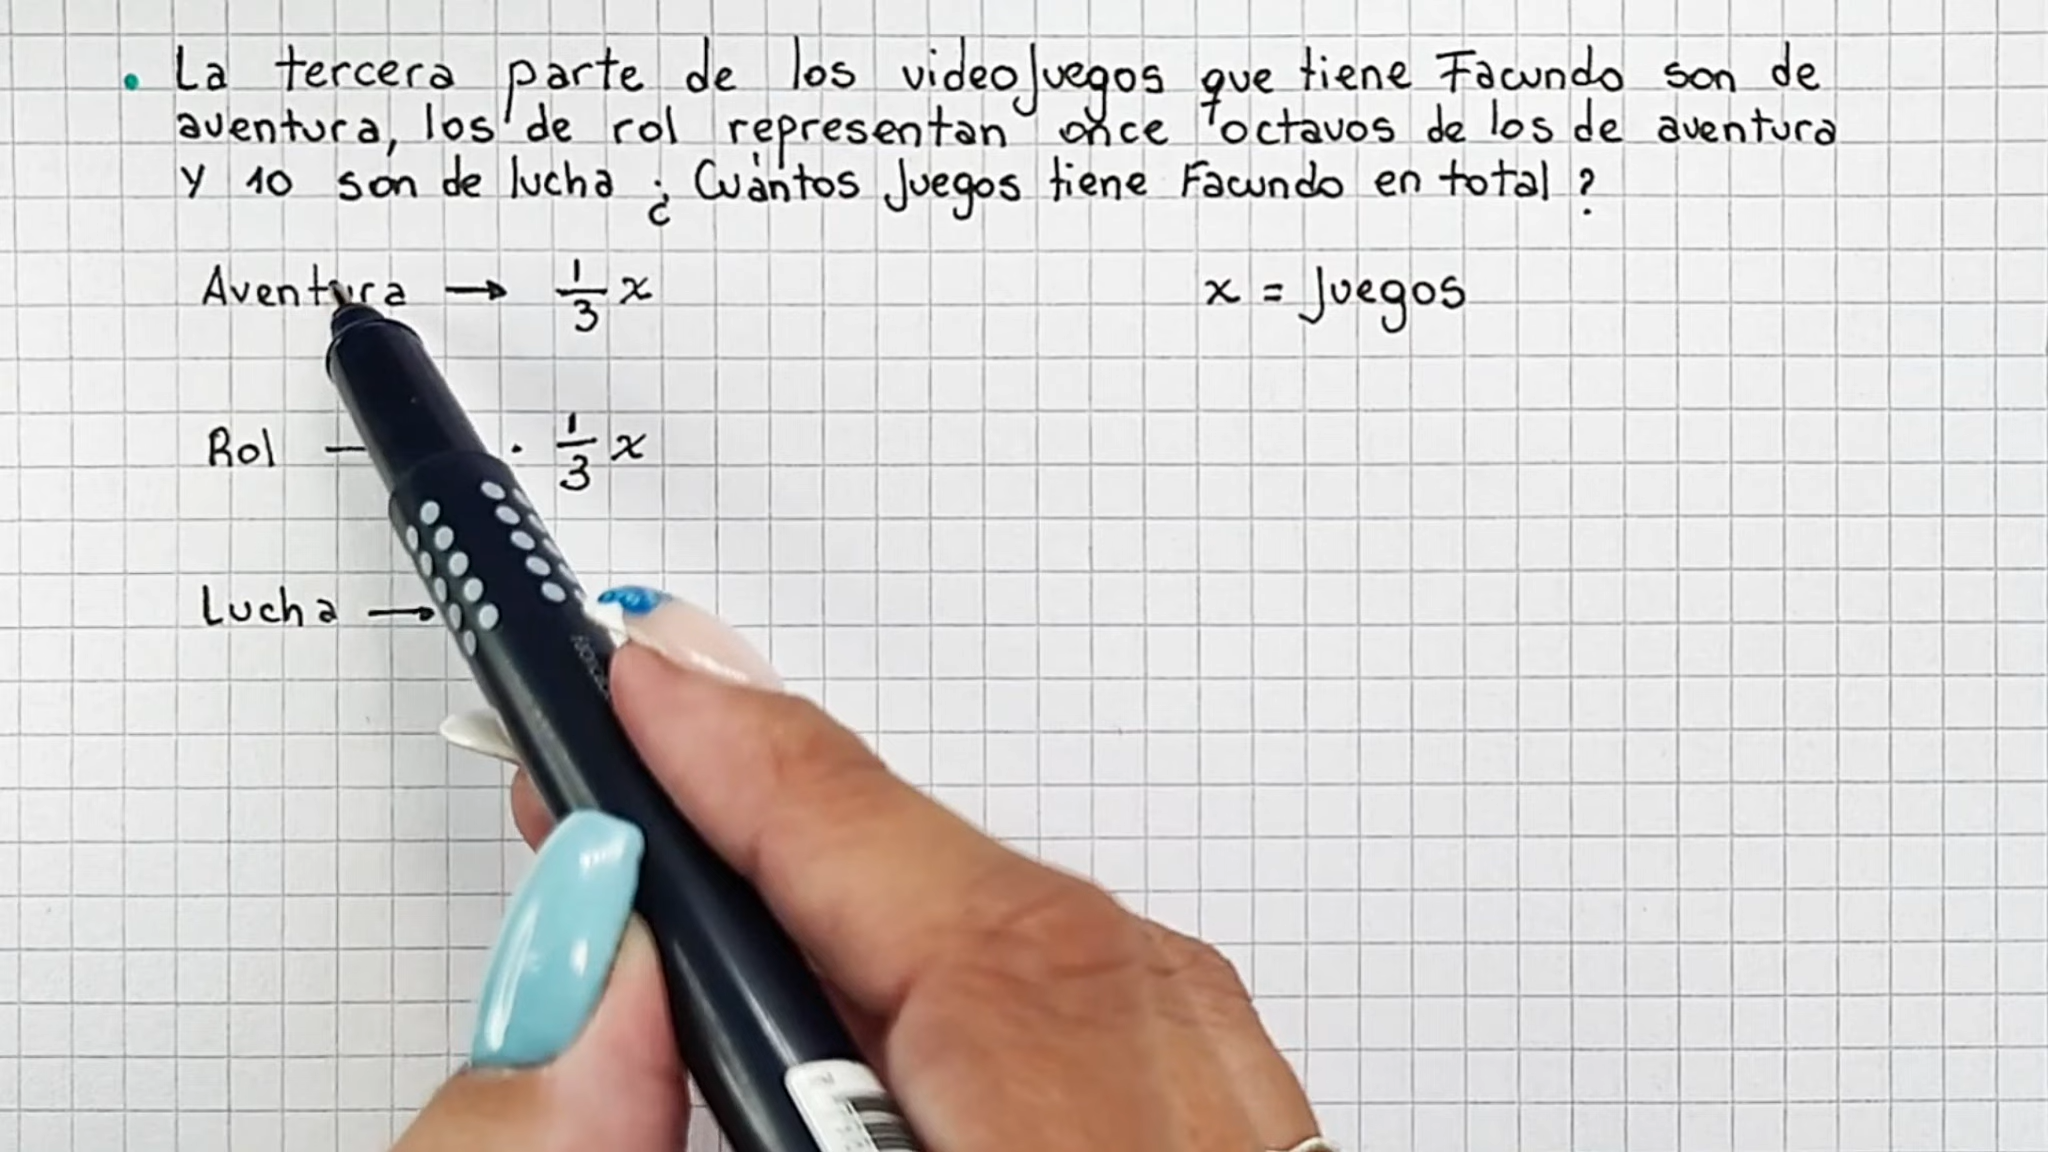 . La tercera parte de los videojuegos que tiene Facundo son de
aventura, los de rol representan once octavos de los de aventura
y 10 son de lucha ¿ Cuántos juegos tiene Facundo en total ?
Aventura → 1/3 x
x = Juegos
Rol — · 1/3 x
Lucha →